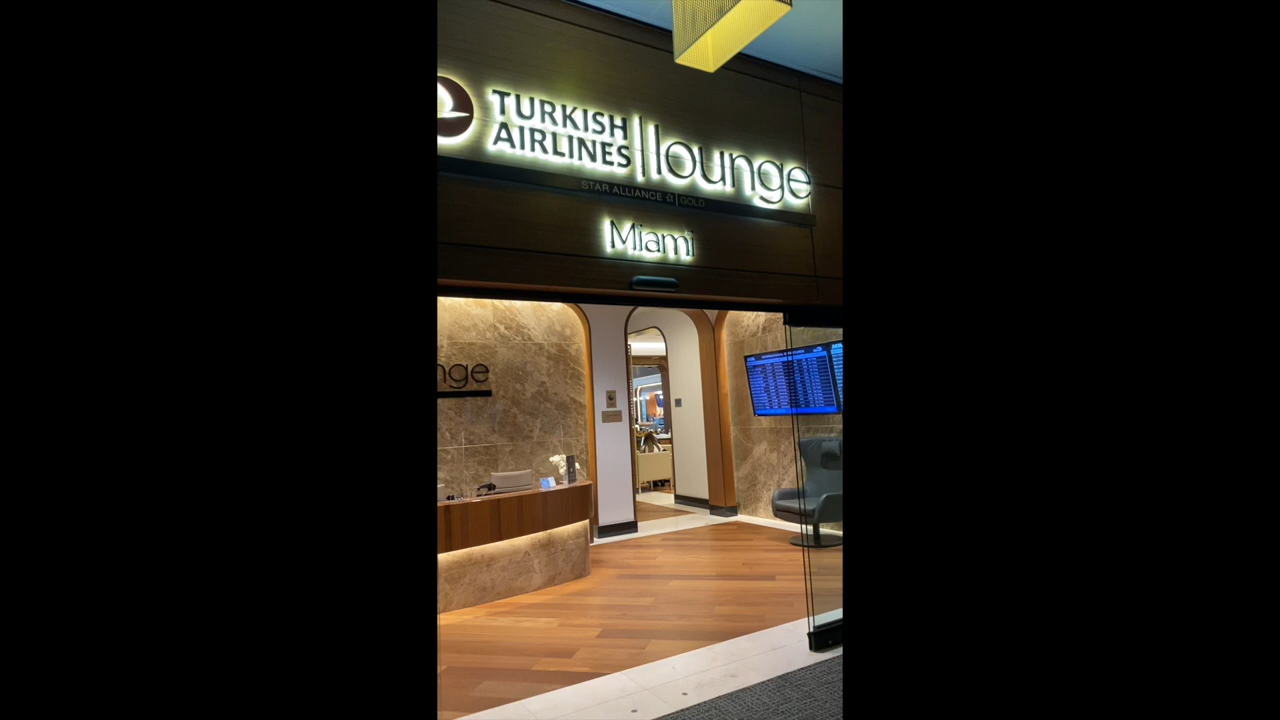 TURKISH
AIRLINES
lounge
STAR ALLIANCE GOLD
Miami
nge